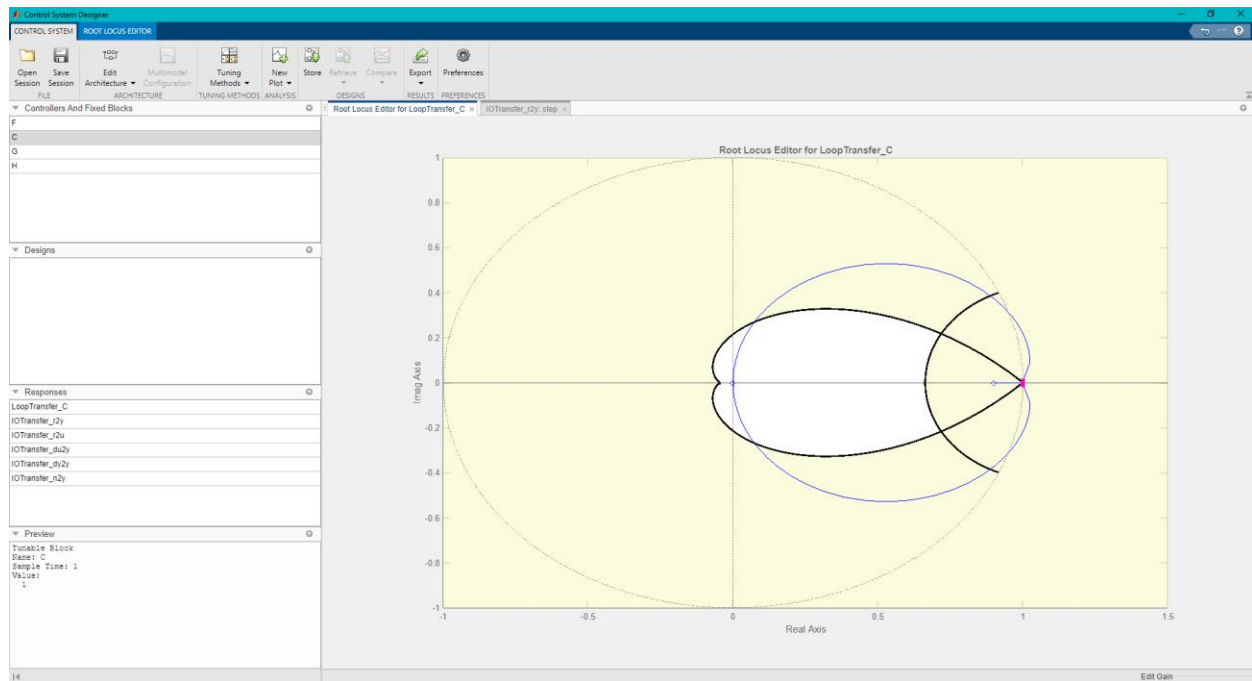 Control System Designer
CONTROL SYSTEM ROOT LOCUS EDITOR
Open Session
Save Session
Edit Architecture
Multimodel Configuration
Tuning Methods
New Plot
Store
Retrieve
Compare
Export
Preferences
FILE ARCHITECTURE TUNING METHODS ANALYSIS DESIGNS RESULTS PREFERENCES
Controllers And Fixed Blocks
F
C
G
H
Designs
Responses
LoopTransfer_C
IOTransfer_r2y
IOTransfer_r2u
IOTransfer_du2y
IOTransfer_dy2y
IOTransfer_n2y
Preview
Tunable Block
Name: C
Sample Time: 1
Value:
1
Root Locus Editor for LoopTransfer_C × IOTransfer_r2y: step ×
Root Locus Editor for LoopTransfer_C
1
0.8
0.6
0.4
0.2
0
-0.2
-0.4
-0.6
-0.8
-1
Imag Axis
-1 -0.5 0 0.5 1 1.5
Real Axis
Edit Gain